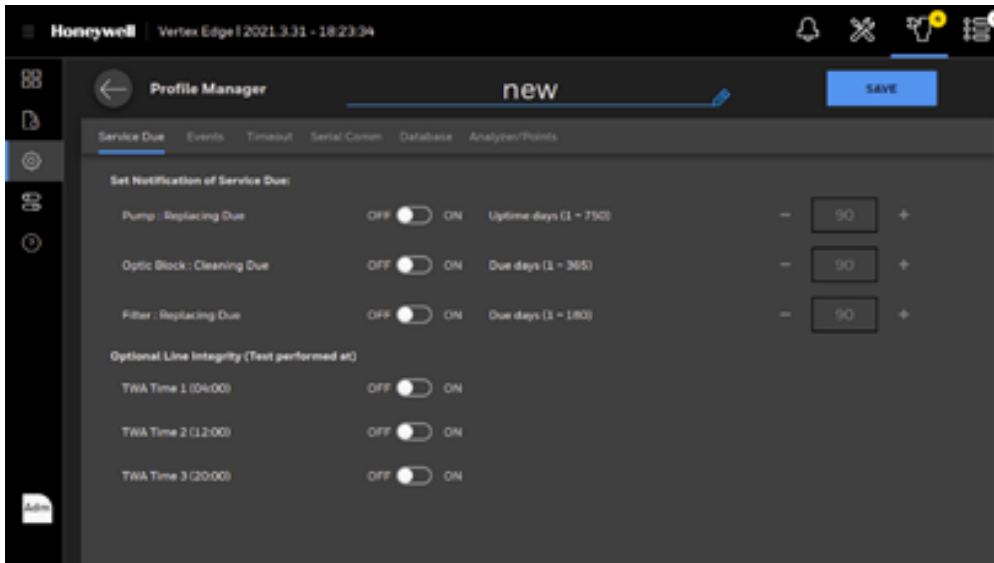 Honeywell Vertex Edge | 2021.3.31 - 18:23:34
Profile Manager new SAVE
Service Due Events Timeout Serial Comm Database Analyzer/Points
Set Notification of Service Due:
Pump : Replacing Due OFF ON Uptime days (1 ~ 750) - 90 +
Optic Block : Cleaning Due OFF ON Due days (1 ~ 365) - 90 +
Filter : Replacing Due OFF ON Due days (1 ~ 180) - 90 +
Optional Line Integrity (Test performed at)
TWA Time 1 (04:00) OFF ON
TWA Time 2 (12:00) OFF ON
TWA Time 3 (20:00) OFF ON
Adm